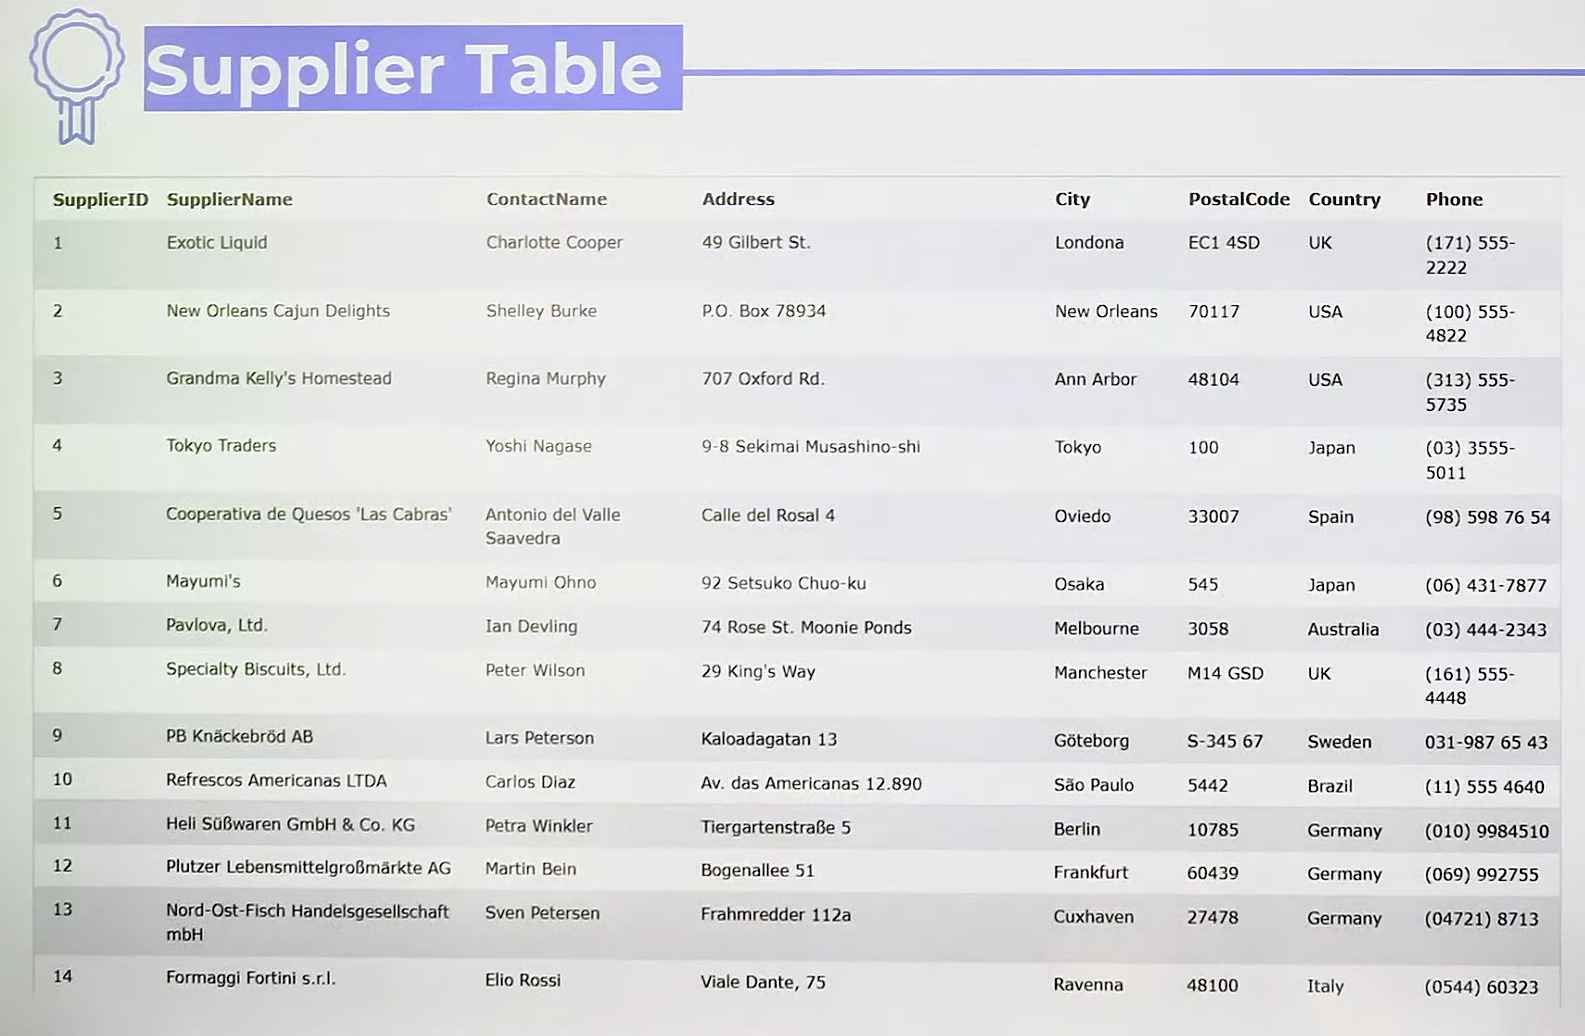 Supplier Table
SupplierID SupplierName ContactName Address City PostalCode Country Phone
1 Exotic Liquid Charlotte Cooper 49 Gilbert St. Londona EC1 4SD UK (171) 555-
2222
2 New Orleans Cajun Delights Shelley Burke P.O. Box 78934 New Orleans 70117 USA (100) 555-
4822
3 Grandma Kelly's Homestead Regina Murphy 707 Oxford Rd. Ann Arbor 48104 USA (313) 555-
5735
4 Tokyo Traders Yoshi Nagase 9-8 Sekimai Musashino-shi Tokyo 100 Japan (03) 3555-
5011
5 Cooperativa de Quesos 'Las Cabras' Antonio del Valle Calle del Rosal 4 Oviedo 33007 Spain (98) 598 76 54
Saavedra
6 Mayumi's Mayumi Ohno 92 Setsuko Chuo-ku Osaka 545 Japan (06) 431-7877
7 Pavlova, Ltd. Ian Devling 74 Rose St. Moonie Ponds Melbourne 3058 Australia (03) 444-2343
8 Specialty Biscuits, Ltd. Peter Wilson 29 King's Way Manchester M14 GSD UK (161) 555-
4448
9 PB Knäckebröd AB Lars Peterson Kaloadagatan 13 Göteborg S-345 67 Sweden 031-987 65 43
10 Refrescos Americanas LTDA Carlos Diaz Av. das Americanas 12.890 São Paulo 5442 Brazil (11) 555 4640
11 Heli Süßwaren GmbH & Co. KG Petra Winkler Tiergartenstraße 5 Berlin 10785 Germany (010) 9984510
12 Plutzer Lebensmittelgroßmärkte AG Martin Bein Bogenallee 51 Frankfurt 60439 Germany (069) 992755
13 Nord-Ost-Fisch Handelsgesellschaft Sven Petersen Frahmredder 112a Cuxhaven 27478 Germany (04721) 8713
mbH
14 Formaggi Fortini s.r.l. Elio Rossi Viale Dante, 75 Ravenna 48100 Italy (0544) 60323